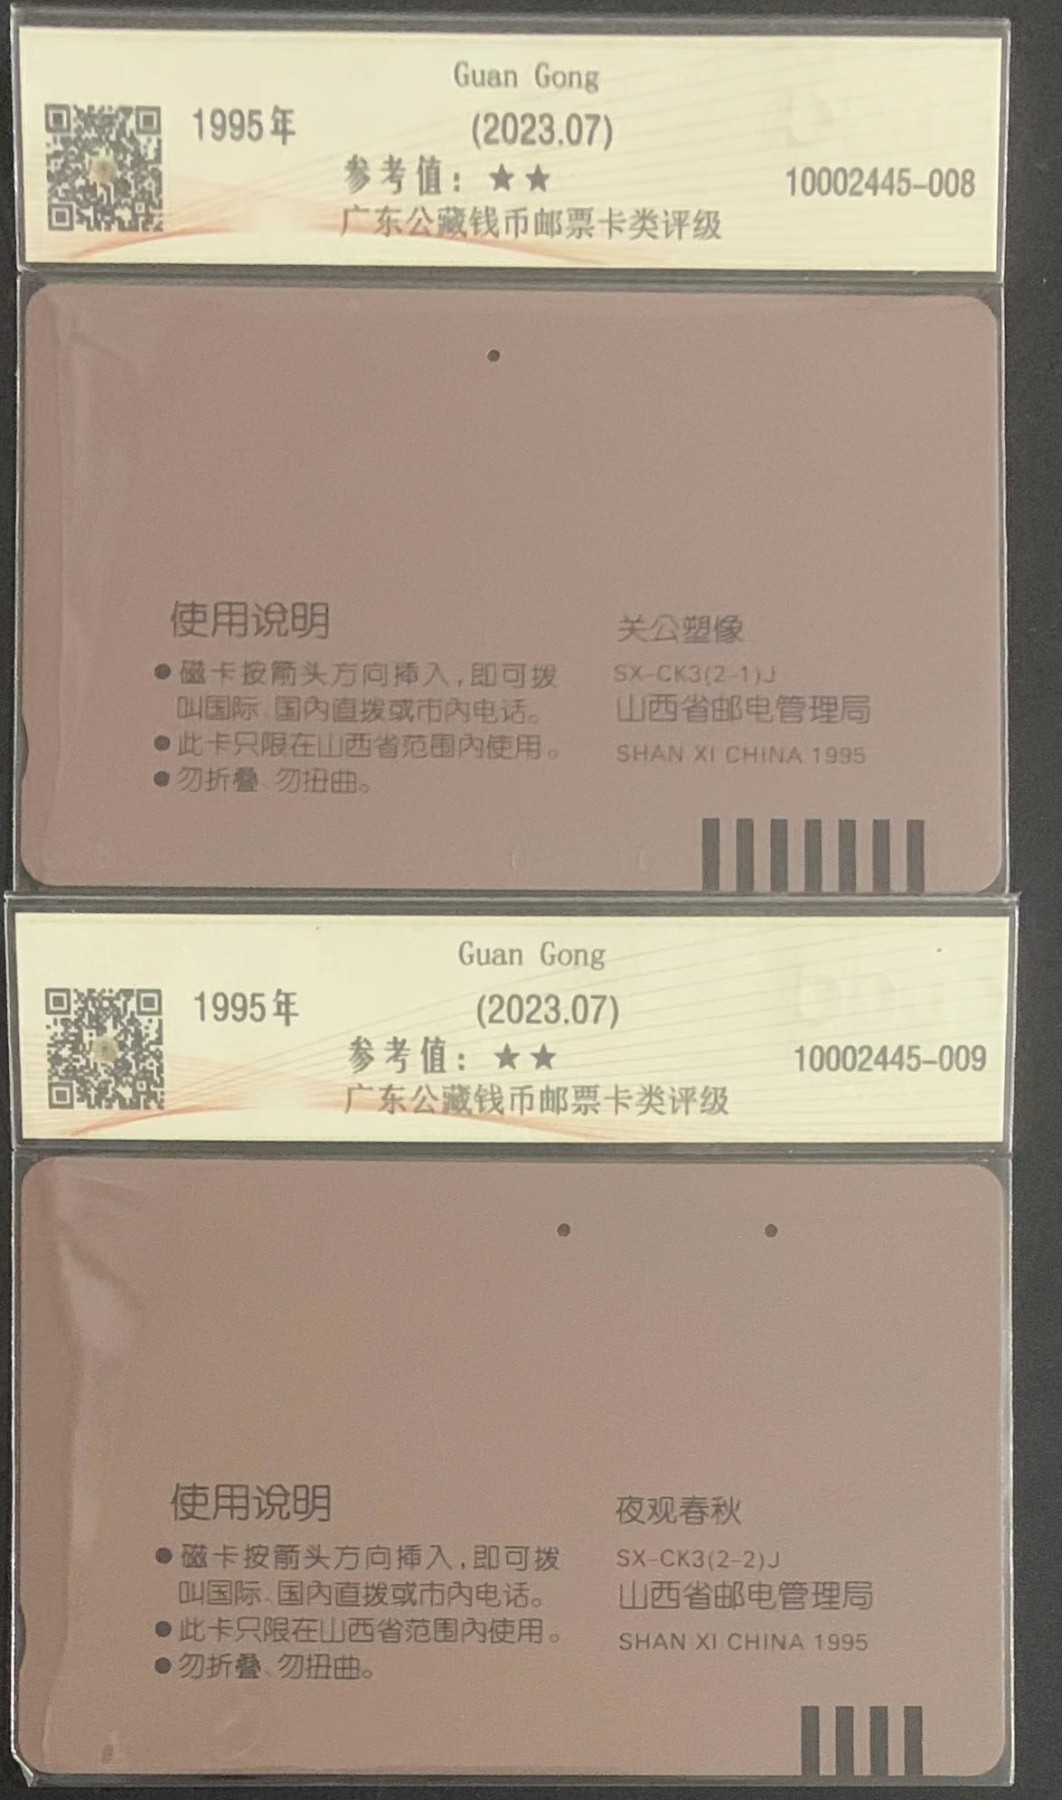 Guan Gong
1995年
(2023.07)
参考值：★★
10002445-008
广东公藏钱币邮票卡类评级
使用说明
●磁卡按箭头方向插入,即可拨
叫国际、国内直拨或市内电话。
●此卡只限在山西省范围内使用。
●勿折叠、勿扭曲。
关公塑像
SX-CK3(2-1)J
山西省邮电管理局
SHAN XI CHINA 1995
Guan Gong
1995年
(2023.07)
参考值：★★
10002445-009
广东公藏钱币邮票卡类评级
使用说明
●磁卡按箭头方向插入,即可拨
叫国际、国内直拨或市内电话。
●此卡只限在山西省范围内使用。
●勿折叠、勿扭曲。
夜观春秋
SX-CK3(2-2)J
山西省邮电管理局
SHAN XI CHINA 1995